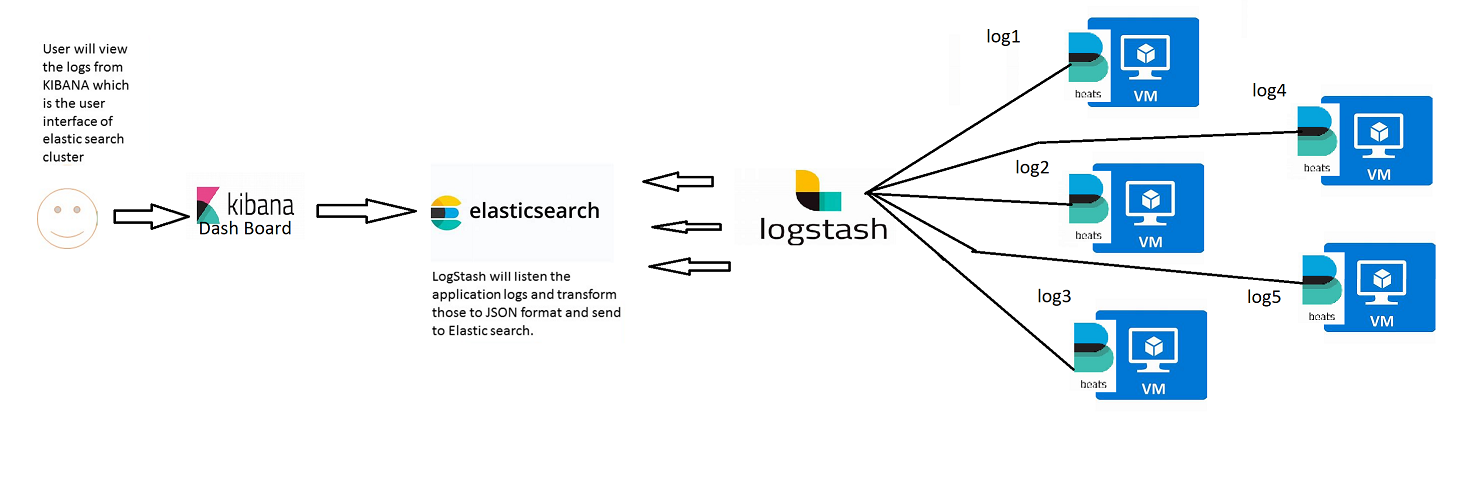 User will view
the logs from
KIBANA which
is the user
interface of
elastic search
cluster
kibana
Dash Board
elasticsearch
LogStash will listen the
application logs and transform
those to JSON format and send
to Elastic search.
logstash
log1
beats
VM
log4
beats
VM
log2
beats
VM
log5
beats
VM
log3
beats
VM